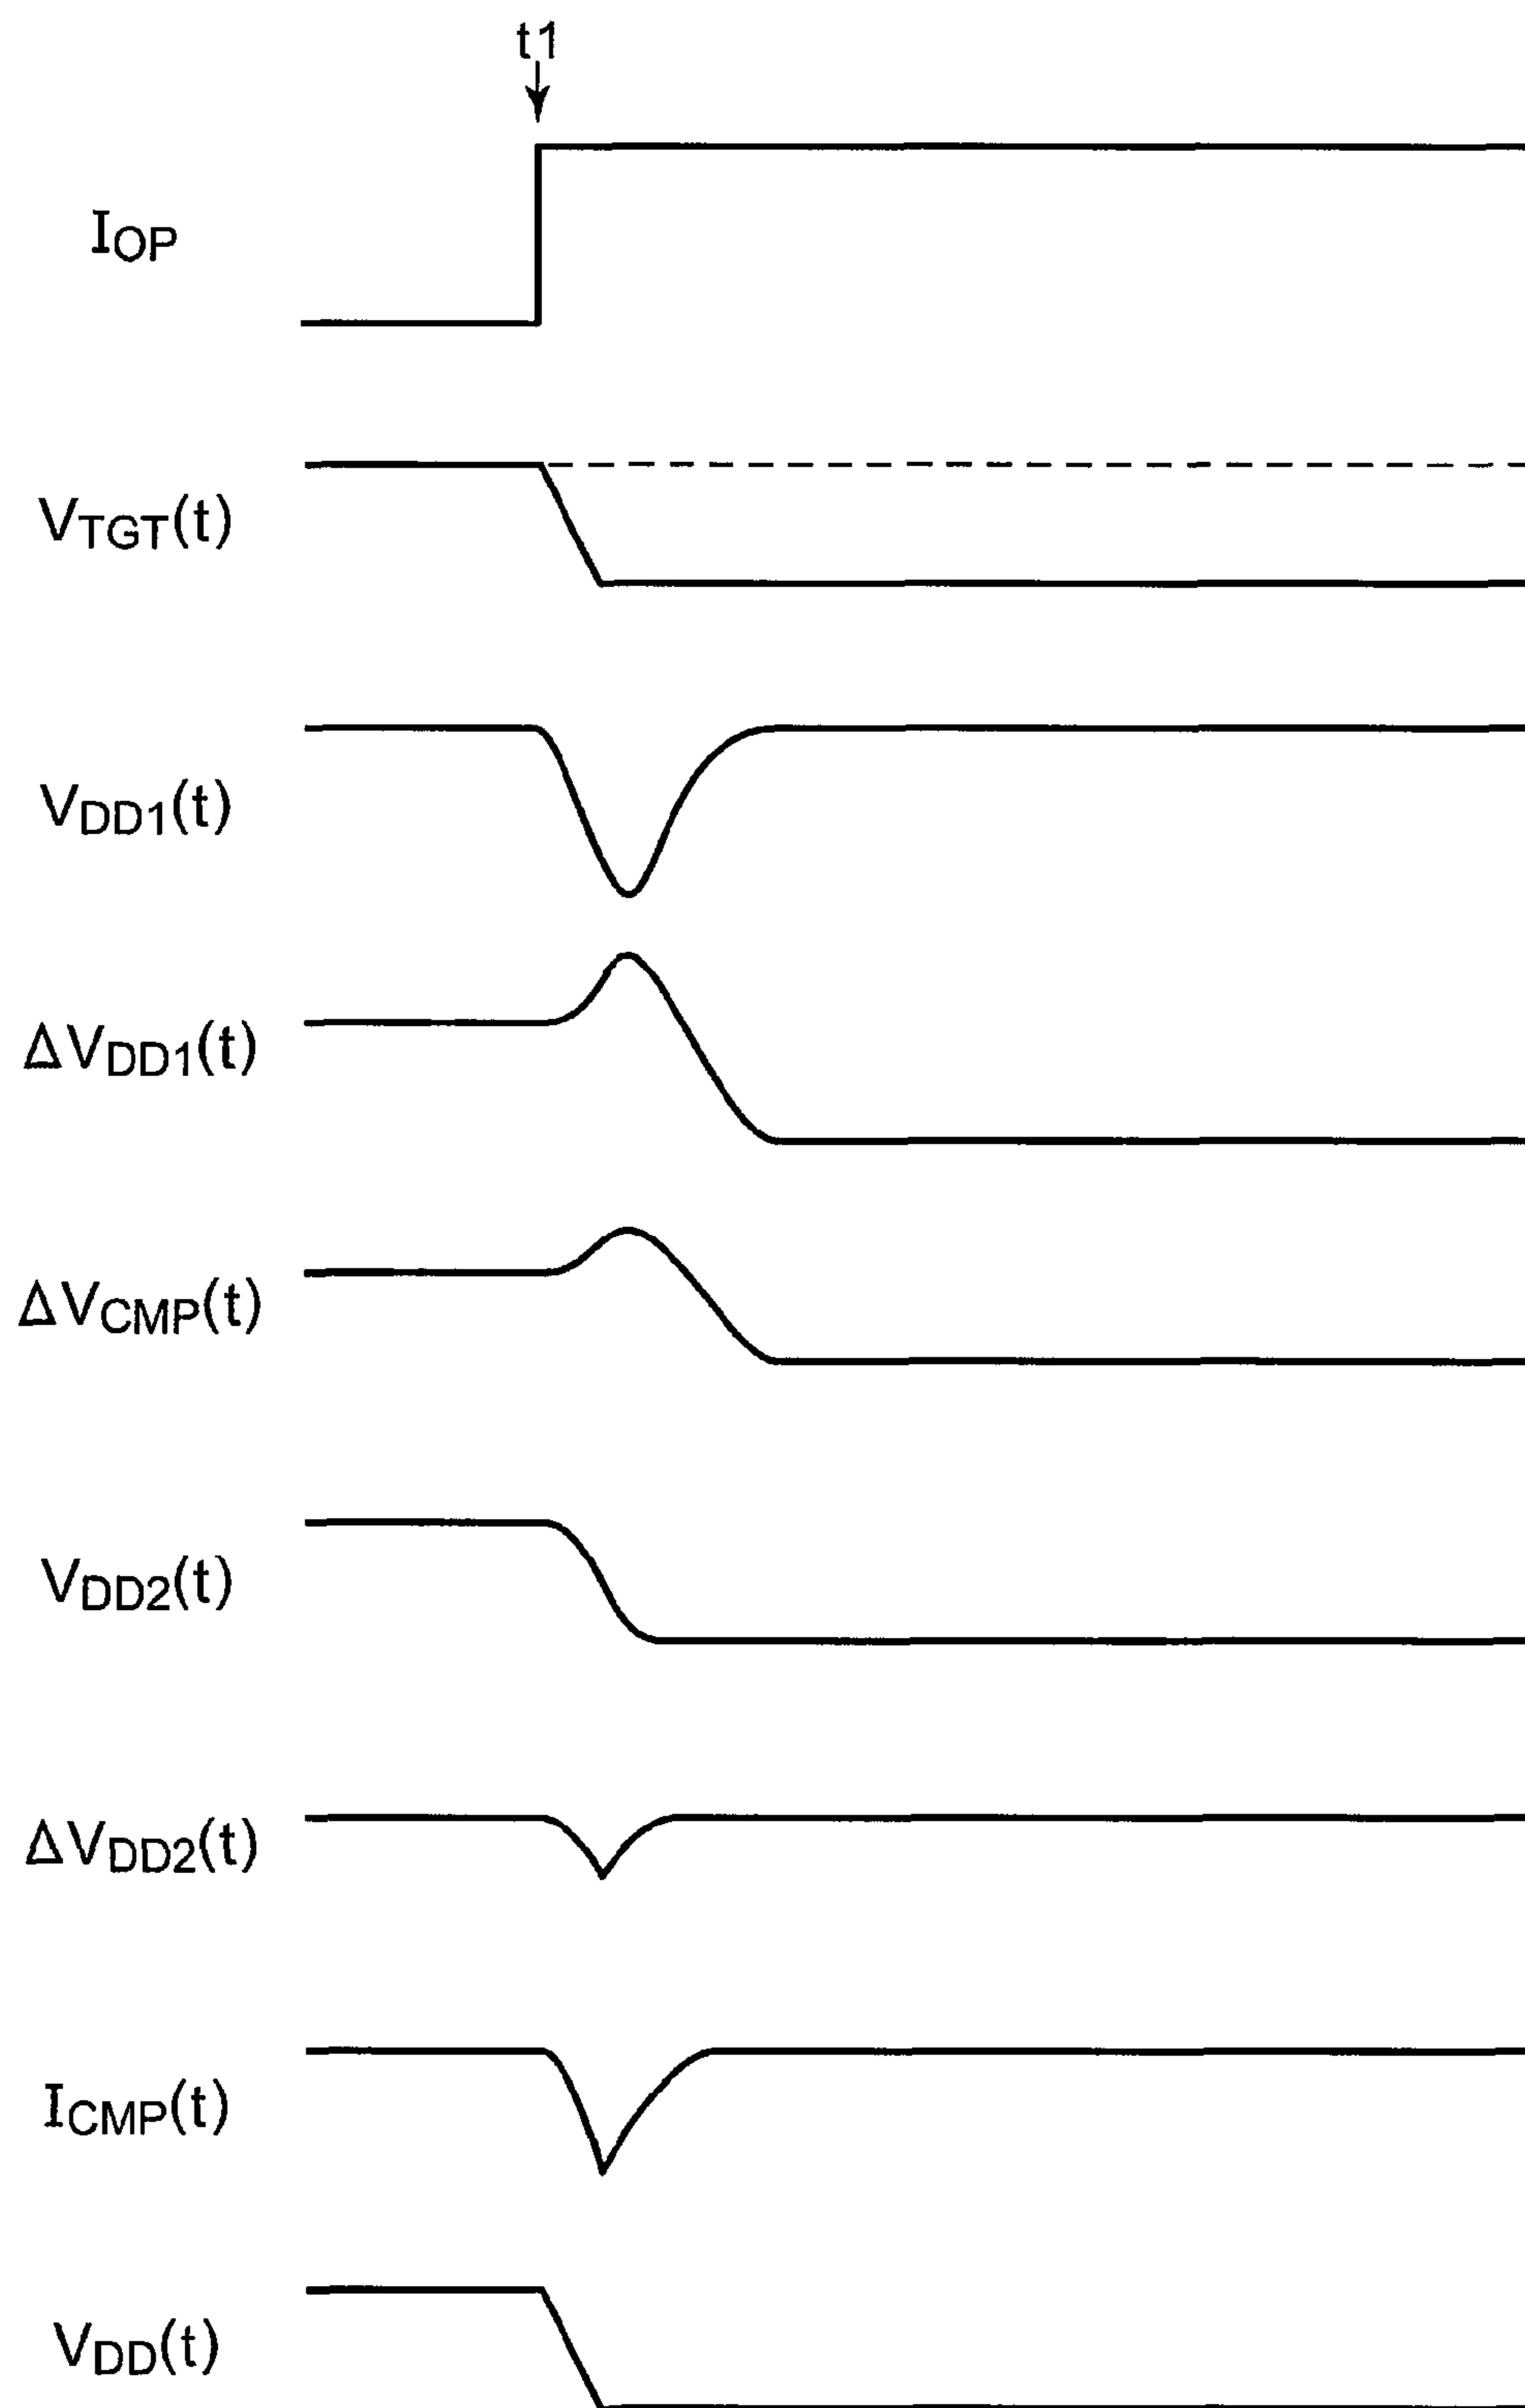 t1
IOP
VTGT(t)
VDD1(t)
ΔVDD1(t)
ΔVCMP(t)
VDD2(t)
ΔVDD2(t)
ICMP(t)
VDD(t)